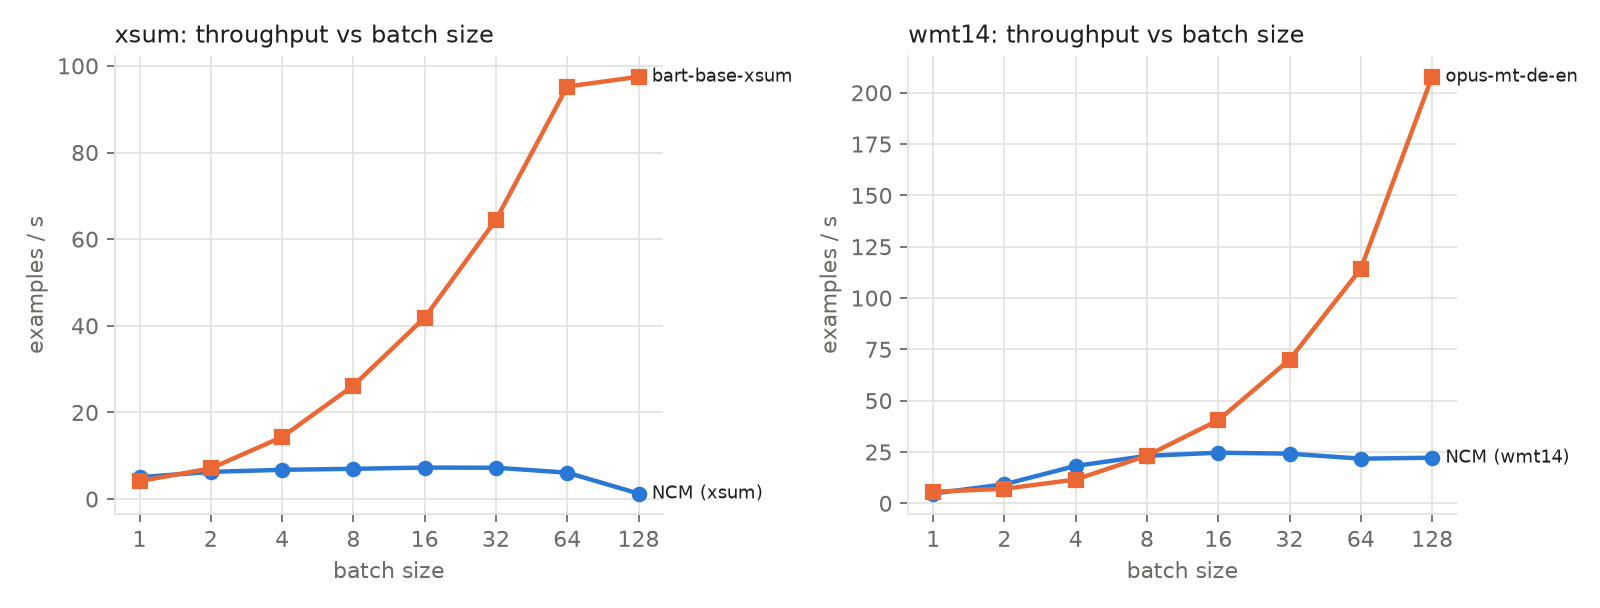 xsum: throughput vs batch size
100
80
60
40
20
0
examples / s
bart-base-xsum
NCM (xsum)
1 2 4 8 16 32 64 128
batch size
wmt14: throughput vs batch size
200
175
150
125
100
75
50
25
0
examples / s
opus-mt-de-en
NCM (wmt14)
1 2 4 8 16 32 64 128
batch size